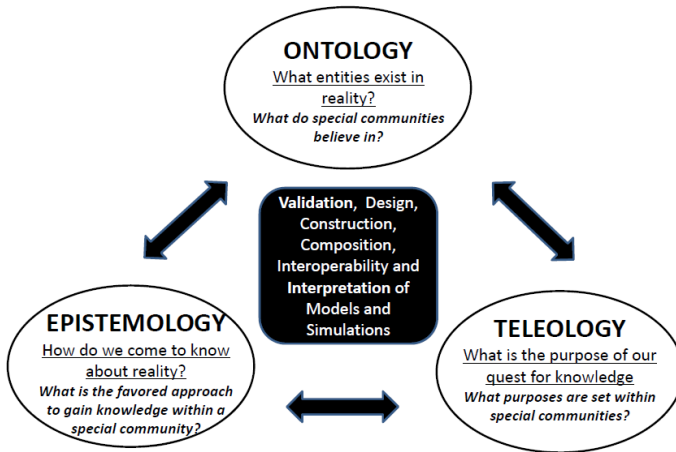 ONTOLOGY
What entities exist in
reality?
What do special communities
believe in?
Validation, Design,
Construction,
Composition,
Interoperability and
Interpretation of
Models and
Simulations
EPISTEMOLOGY
How do we come to know
about reality?
What is the favored approach
to gain knowledge within a
special community?
TELEOLOGY
What is the purpose of our
quest for knowledge
What purposes are set within
special communities?